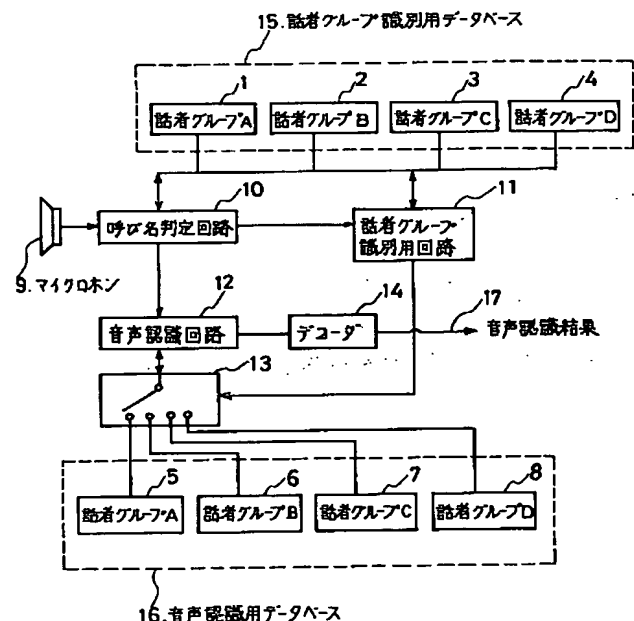 15.話者グループ識別用データベース
1
2
3
4
話者グループA
話者グループB
話者グループC
話者グループD
10
11
呼び名判定回路
話者グループ
識別用回路
9.マイクロホン
12
14
17
音声認識回路
デコーダ
音声認識結果
13
5
6
7
8
話者グループA
話者グループB
話者グループC
話者グループD
16.音声認識用データベース